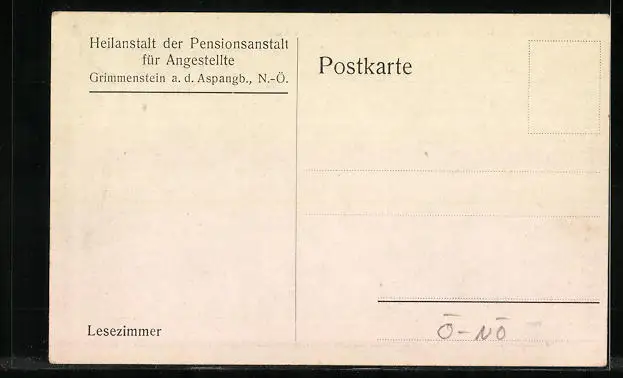 Heilanstalt der Pensionsanstalt
für Angestellte
Grimmenstein a. d. Aspangb., N.-Ö.
Postkarte
Lesezimmer
Ö-NÖ